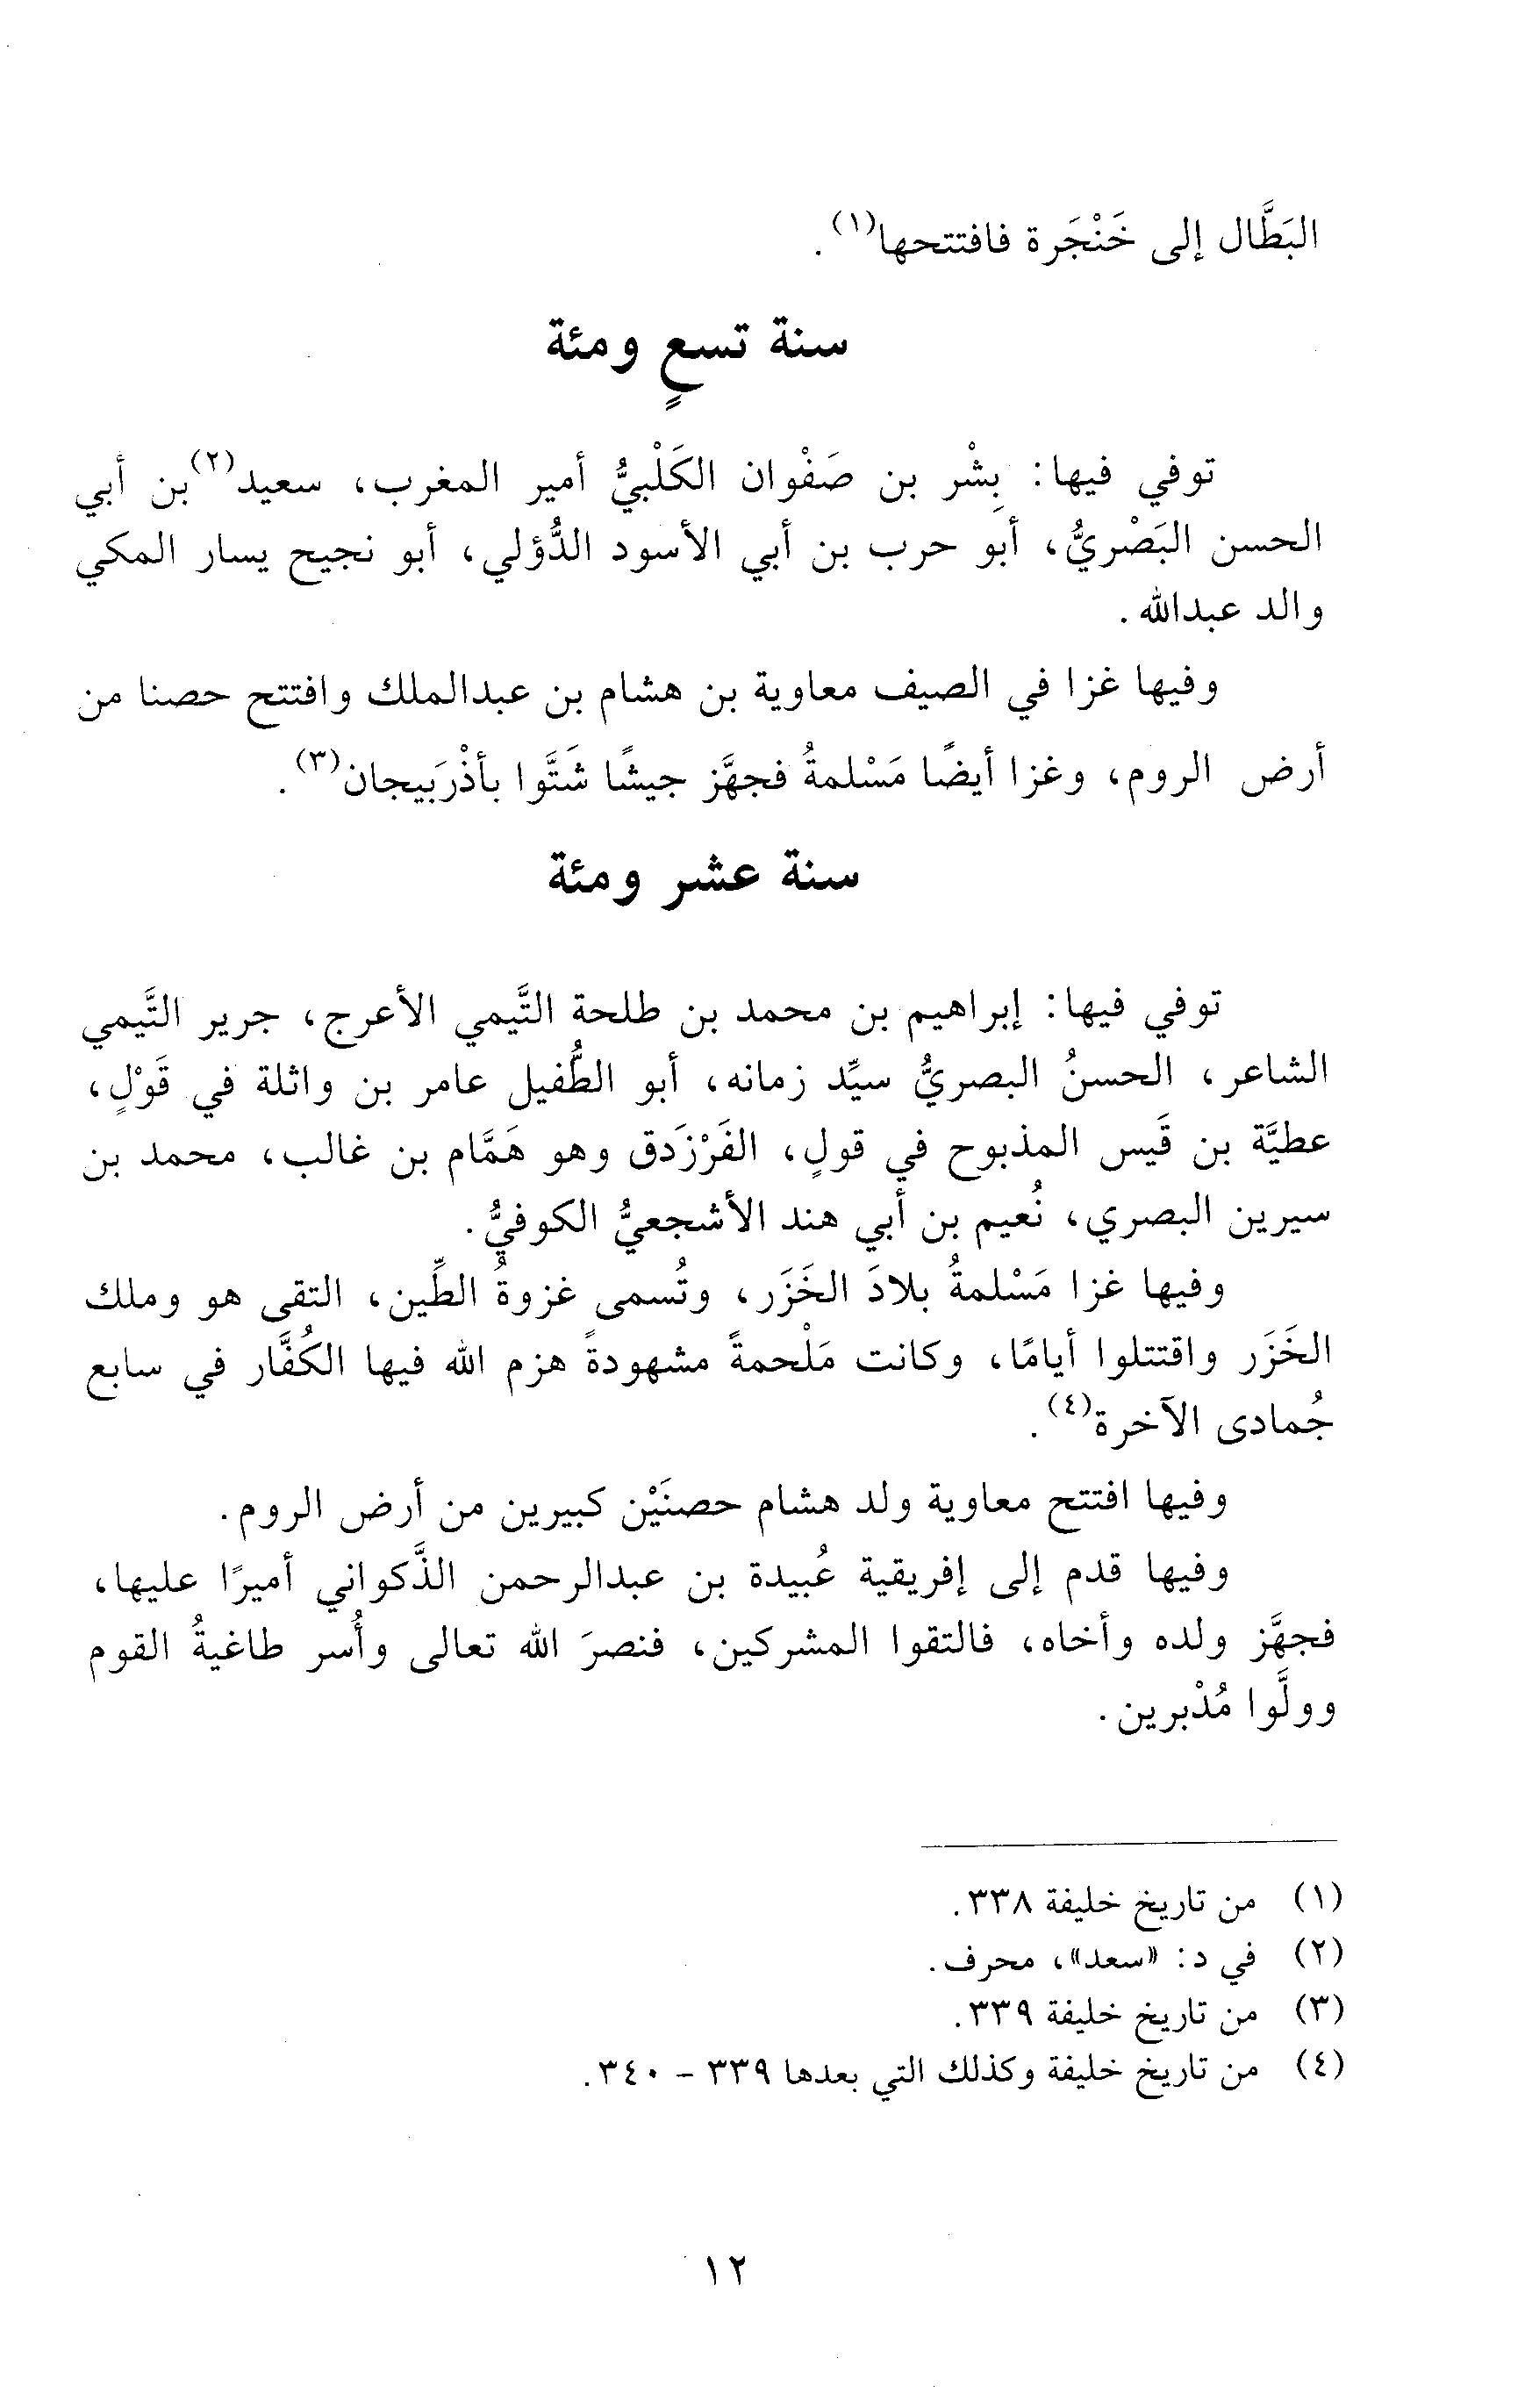 البَطَّال إلى خَنْجَرة فافتتحها(١).
سنة تسعٍ ومئة
توفي فيها: بِشْر بن صَفْوان الكَلْبيُّ أمير المغرب، سعيد(٢) بن أبي
الحسن البَصْريُّ، أبو حرب بن أبي الأسود الدُّؤلي، أبو نجيح يسار المكي
والد عبدالله.
وفيها غزا في الصيف معاوية بن هشام بن عبدالملك وافتتح حصنا من
أرض الروم، وغزا أيضًا مَسْلمةُ فجهَّز جيشًا شَتَّوا بأذْرَبيجان(٣).
سنة عشر ومئة
توفي فيها: إبراهيم بن محمد بن طلحة التَّيمي الأعرج، جرير التَّيمي
الشاعر، الحسنُ البصريُّ سيِّد زمانه، أبو الطُّفيل عامر بن واثلة في قَوْلٍ،
عطيَّة بن قَيس المذبوح في قولٍ، الفَرْزَدق وهو هَمَّام بن غالب، محمد بن
سيرين البصري، نُعيم بن أبي هند الأشجعيُّ الكوفيُّ.
وفيها غزا مَسْلمةُ بلادَ الخَزَر، وتُسمى غزوةُ الطِّين، التقى هو وملك
الخَزَر واقتتلوا أيامًا، وكانت مَلْحمةً مشهودةً هزم الله فيها الكُفَّار في سابع
جُمادى الآخرة(٤).
وفيها افتتح معاوية ولد هشام حصنَيْن كبيرين من أرض الروم.
وفيها قدم إلى إفريقية عُبيدة بن عبدالرحمن الذَّكواني أميرًا عليها،
فجهَّز ولده وأخاه، فالتقوا المشركين، فنصرَ الله تعالى وأُسر طاغيةُ القوم
وولَّوا مُدْبرين.
(١) من تاريخ خليفة ٣٣٨.
(٢) في د: «سعد»، محرف.
(٣) من تاريخ خليفة ٣٣٩.
(٤) من تاريخ خليفة وكذلك التي بعدها ٣٣٩ - ٣٤٠.
١٢